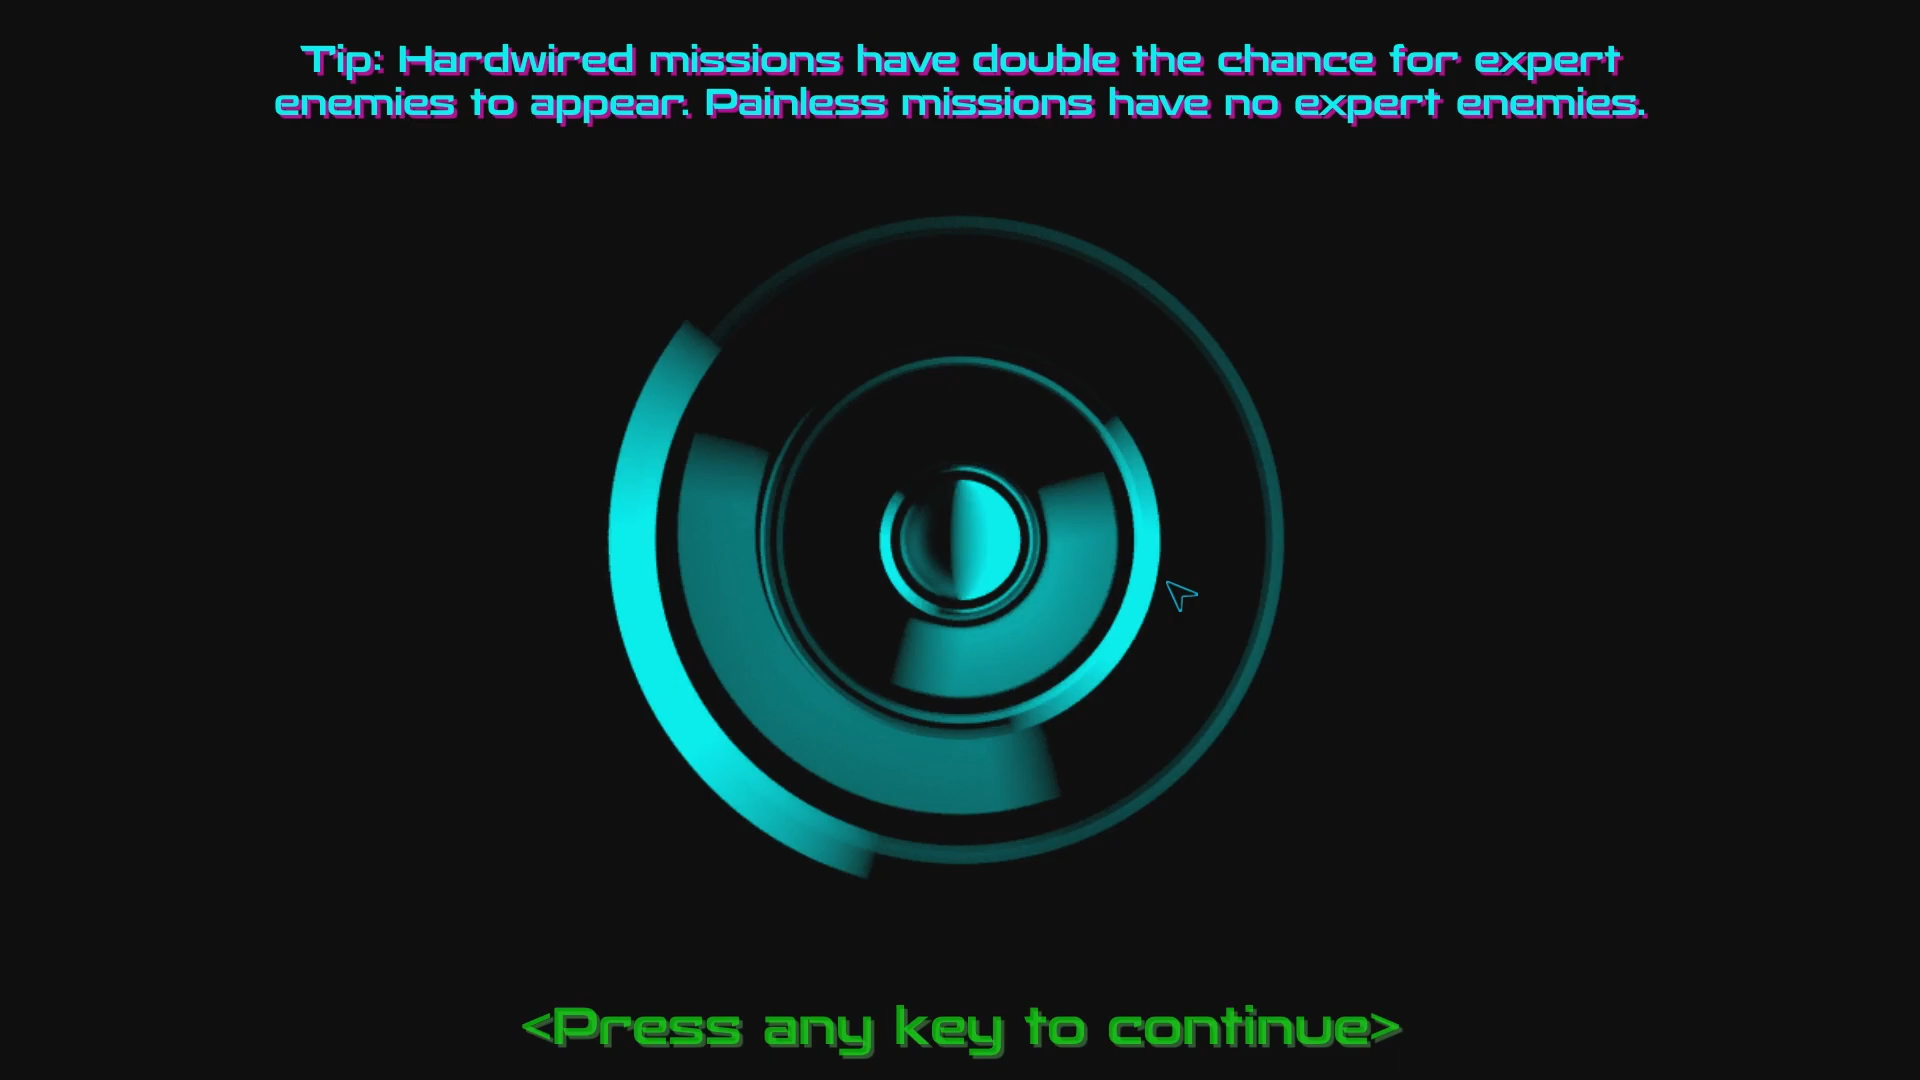 Tip: Hardwired missions have double the chance for expert
enemies to appear. Painless missions have no expert enemies.
<Press any key to continue>